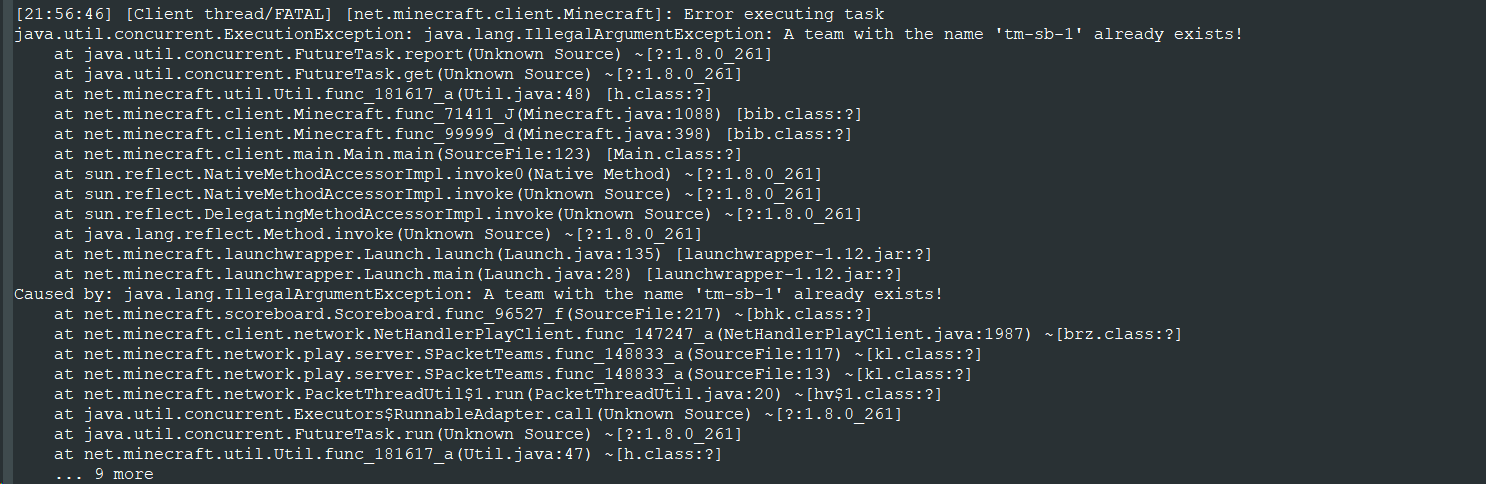 [21:56:46] [Client thread/FATAL] [net.minecraft.client.Minecraft]: Error executing task
java.util.concurrent.ExecutionException: java.lang.IllegalArgumentException: A team with the name 'tm-sb-1' already exists!
    at java.util.concurrent.FutureTask.report(Unknown Source) ~[?:1.8.0_261]
    at java.util.concurrent.FutureTask.get(Unknown Source) ~[?:1.8.0_261]
    at net.minecraft.util.Util.func_181617_a(Util.java:48) [h.class:?]
    at net.minecraft.client.Minecraft.func_71411_J(Minecraft.java:1088) [bib.class:?]
    at net.minecraft.client.Minecraft.func_99999_d(Minecraft.java:398) [bib.class:?]
    at net.minecraft.client.main.Main.main(SourceFile:123) [Main.class:?]
    at sun.reflect.NativeMethodAccessorImpl.invoke0(Native Method) ~[?:1.8.0_261]
    at sun.reflect.NativeMethodAccessorImpl.invoke(Unknown Source) ~[?:1.8.0_261]
    at sun.reflect.DelegatingMethodAccessorImpl.invoke(Unknown Source) ~[?:1.8.0_261]
    at java.lang.reflect.Method.invoke(Unknown Source) ~[?:1.8.0_261]
    at net.minecraft.launchwrapper.Launch.launch(Launch.java:135) [launchwrapper-1.12.jar:?]
    at net.minecraft.launchwrapper.Launch.main(Launch.java:28) [launchwrapper-1.12.jar:?]
Caused by: java.lang.IllegalArgumentException: A team with the name 'tm-sb-1' already exists!
    at net.minecraft.scoreboard.Scoreboard.func_96527_f(SourceFile:217) ~[bhk.class:?]
    at net.minecraft.client.network.NetHandlerPlayClient.func_147247_a(NetHandlerPlayClient.java:1987) ~[brz.class:?]
    at net.minecraft.network.play.server.SPacketTeams.func_148833_a(SourceFile:117) ~[kl.class:?]
    at net.minecraft.network.play.server.SPacketTeams.func_148833_a(SourceFile:13) ~[kl.class:?]
    at net.minecraft.network.PacketThreadUtil$1.run(PacketThreadUtil.java:20) ~[hv$1.class:?]
    at java.util.concurrent.Executors$RunnableAdapter.call(Unknown Source) ~[?:1.8.0_261]
    at java.util.concurrent.FutureTask.run(Unknown Source) ~[?:1.8.0_261]
    at net.minecraft.util.Util.func_181617_a(Util.java:47) ~[h.class:?]
    ... 9 more